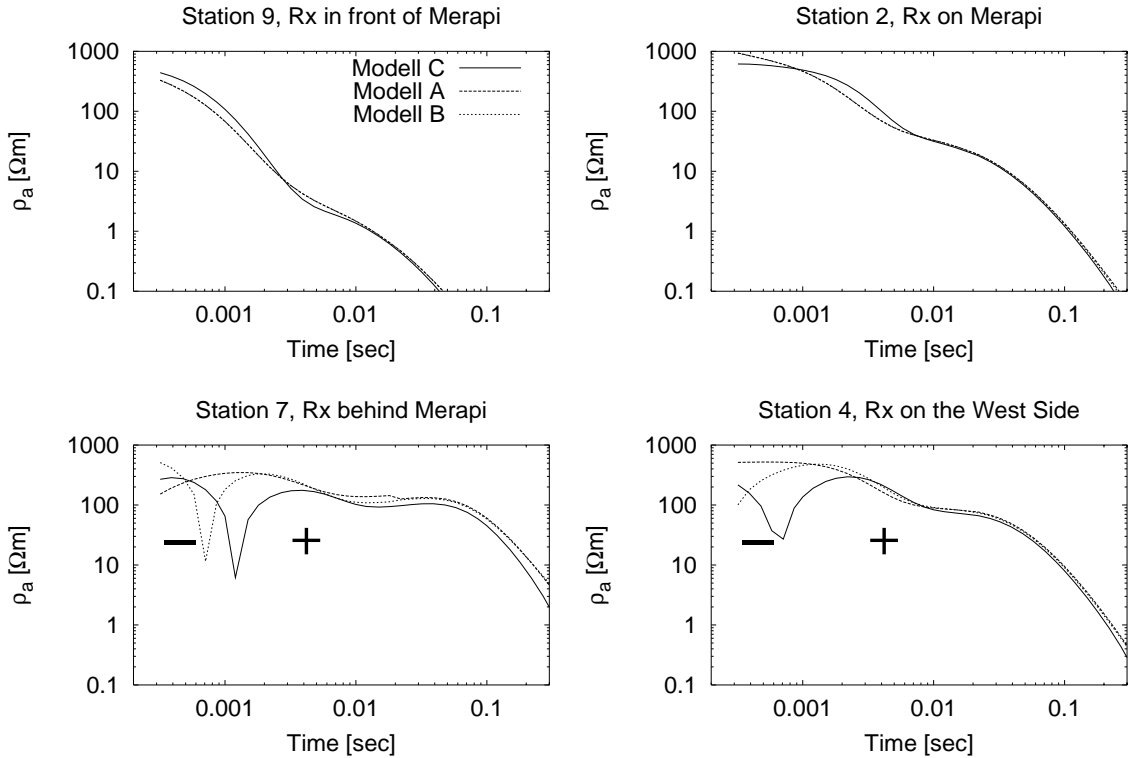 Station 9, Rx in front of Merapi
1000
100
10
1
0.1
ρa [Ωm]
0.001
0.01
0.1
Time [sec]
Modell C
Modell A
Modell B
Station 2, Rx on Merapi
1000
100
10
1
0.1
ρa [Ωm]
0.001
0.01
0.1
Time [sec]
Station 7, Rx behind Merapi
1000
100
10
1
0.1
ρa [Ωm]
− +
0.001
0.01
0.1
Time [sec]
Station 4, Rx on the West Side
1000
100
10
1
0.1
ρa [Ωm]
− +
0.001
0.01
0.1
Time [sec]